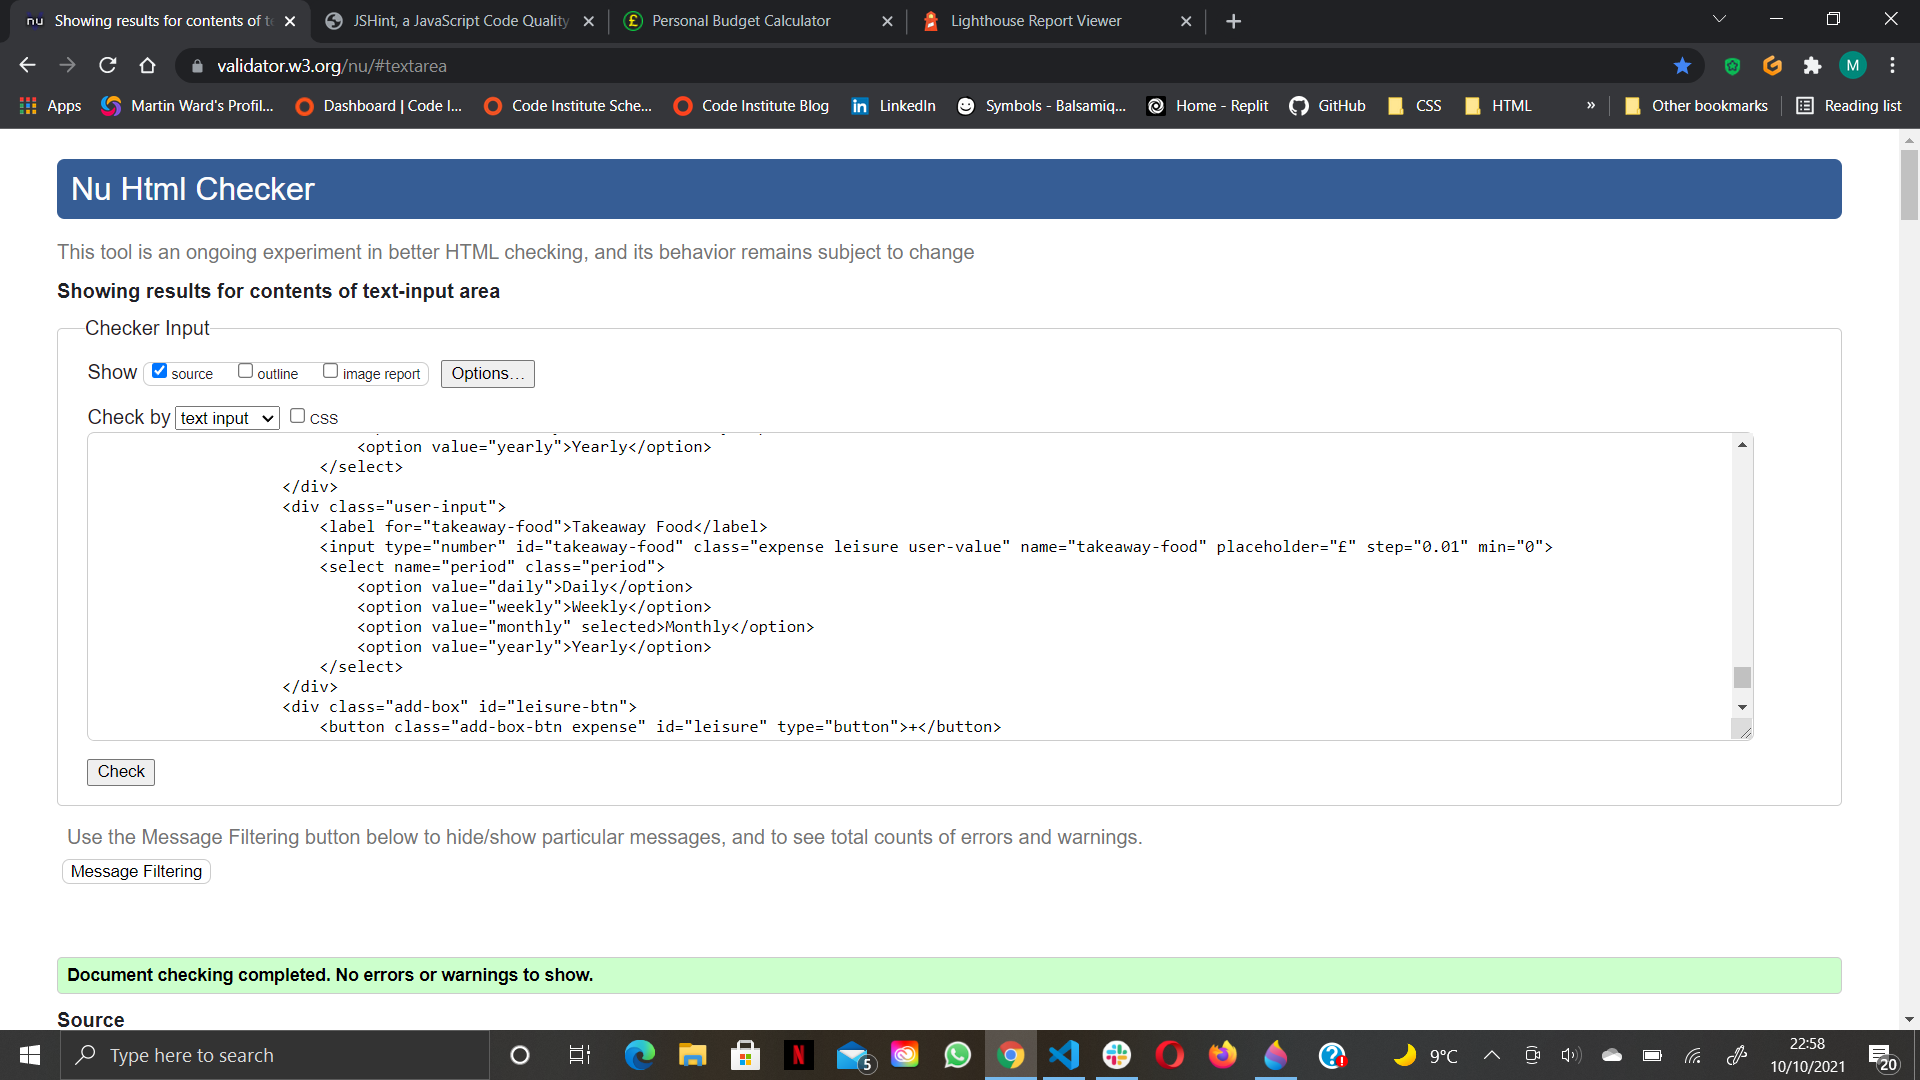 nu Showing results for contents of te
JSHint, a JavaScript Code Quality
£ Personal Budget Calculator
Lighthouse Report Viewer
validator.w3.org/nu/#textarea
M
Apps
Martin Ward's Profil...
Dashboard | Code I...
Code Institute Sche...
Code Institute Blog
in LinkedIn
Symbols - Balsamiq...
Home - Replit
GitHub
CSS
HTML
»
Other bookmarks
Reading list
Nu Html Checker
This tool is an ongoing experiment in better HTML checking, and its behavior remains subject to change
Showing results for contents of text-input area
Checker Input
Show source outline image report Options...
Check by text input CSS
<option value="yearly">Yearly</option>
</select>
</div>
<div class="user-input">
<label for="takeaway-food">Takeaway Food</label>
<input type="number" id="takeaway-food" class="expense leisure user-value" name="takeaway-food" placeholder="£" step="0.01" min="0">
<select name="period" class="period">
<option value="daily">Daily</option>
<option value="weekly">Weekly</option>
<option value="monthly" selected>Monthly</option>
<option value="yearly">Yearly</option>
</select>
</div>
<div class="add-box" id="leisure-btn">
<button class="add-box-btn expense" id="leisure" type="button">+</button>
Check
Use the Message Filtering button below to hide/show particular messages, and to see total counts of errors and warnings.
Message Filtering
Document checking completed. No errors or warnings to show.
Source
Type here to search
N
5
9°C
22:58
10/10/2021
20